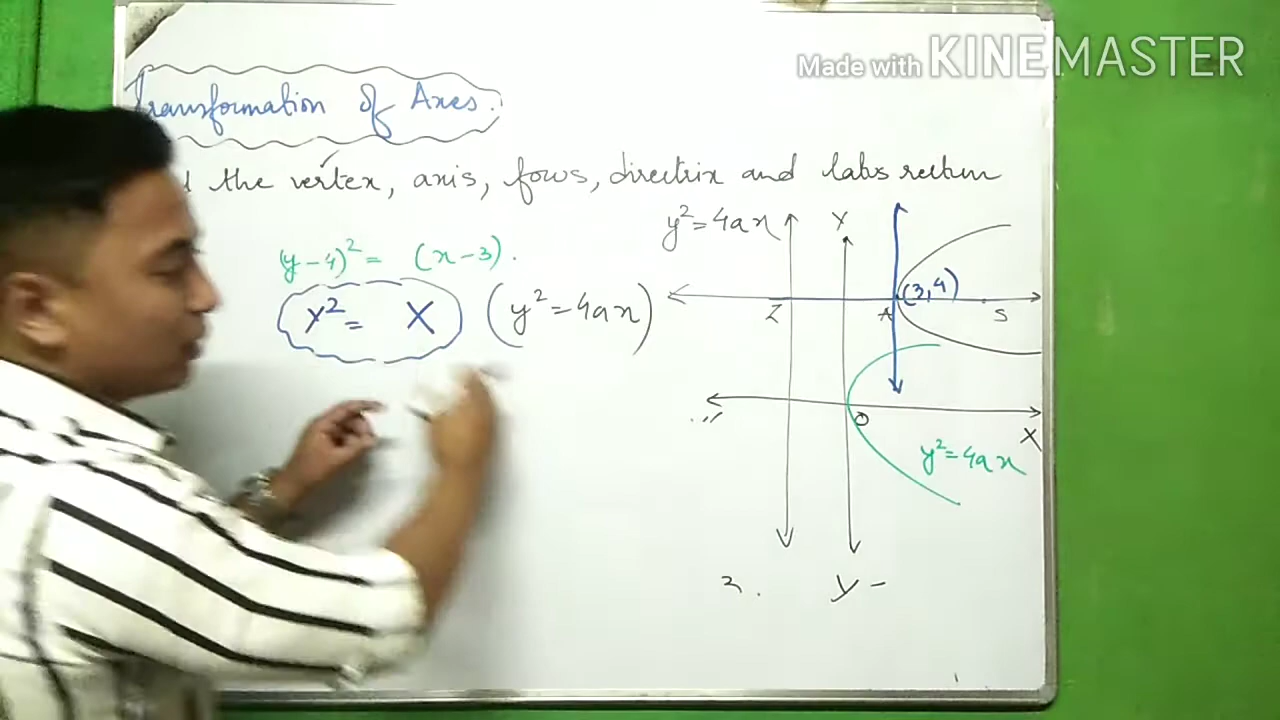 Made with KINEMASTER
Transformation of Axes.
the vertex, axis, focus, directrix and latus rectum
(y-4)² = (x-3).
Y² = X (y² = 4ax)
y² = 4ax
Y
(3,4)
Z A S
O
X
y² = 4ax
y -